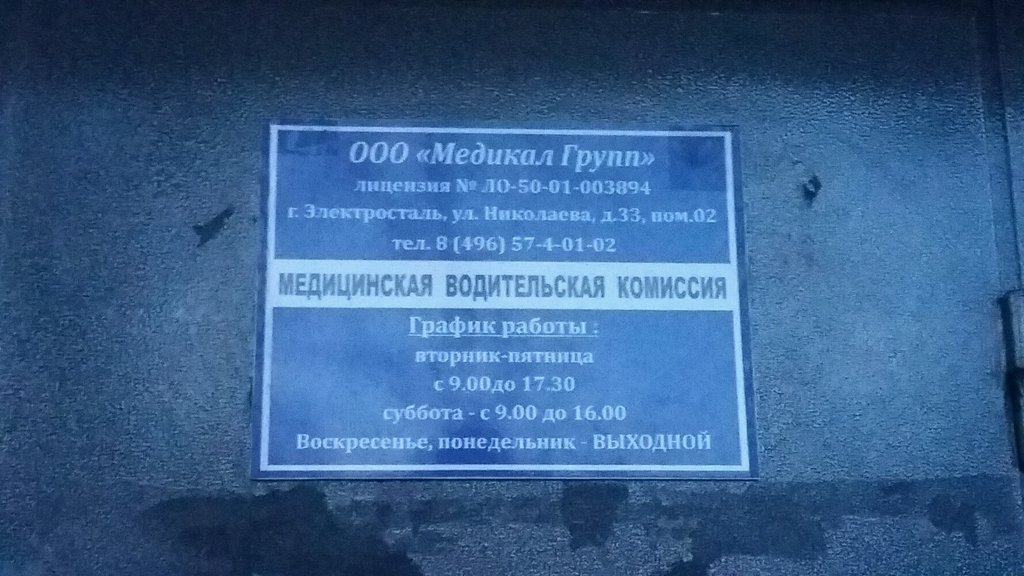 ООО «Медикал Групп»
лицензия № ЛО-50-01-003894
г. Электросталь, ул. Николаева, д.33, пом.02
тел. 8 (496) 57-4-01-02
МЕДИЦИНСКАЯ ВОДИТЕЛЬСКАЯ КОМИССИЯ
График работы :
вторник-пятница
с 9.00до 17.30
суббота - с 9.00 до 16.00
Воскресенье, понедельник - ВЫХОДНОЙ